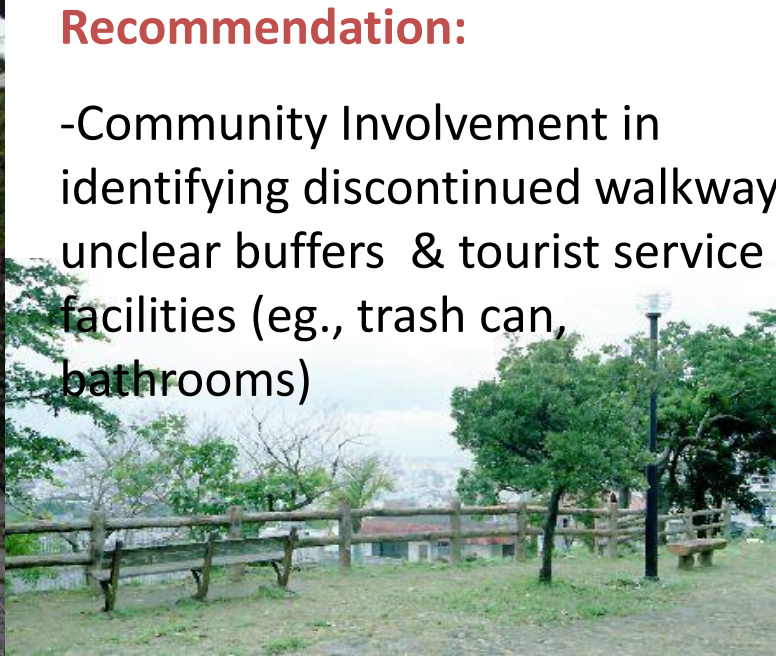 Recommendation:
-Community Involvement in
identifying discontinued walkway
unclear buffers & tourist service
facilities (eg., trash can,
bathrooms)